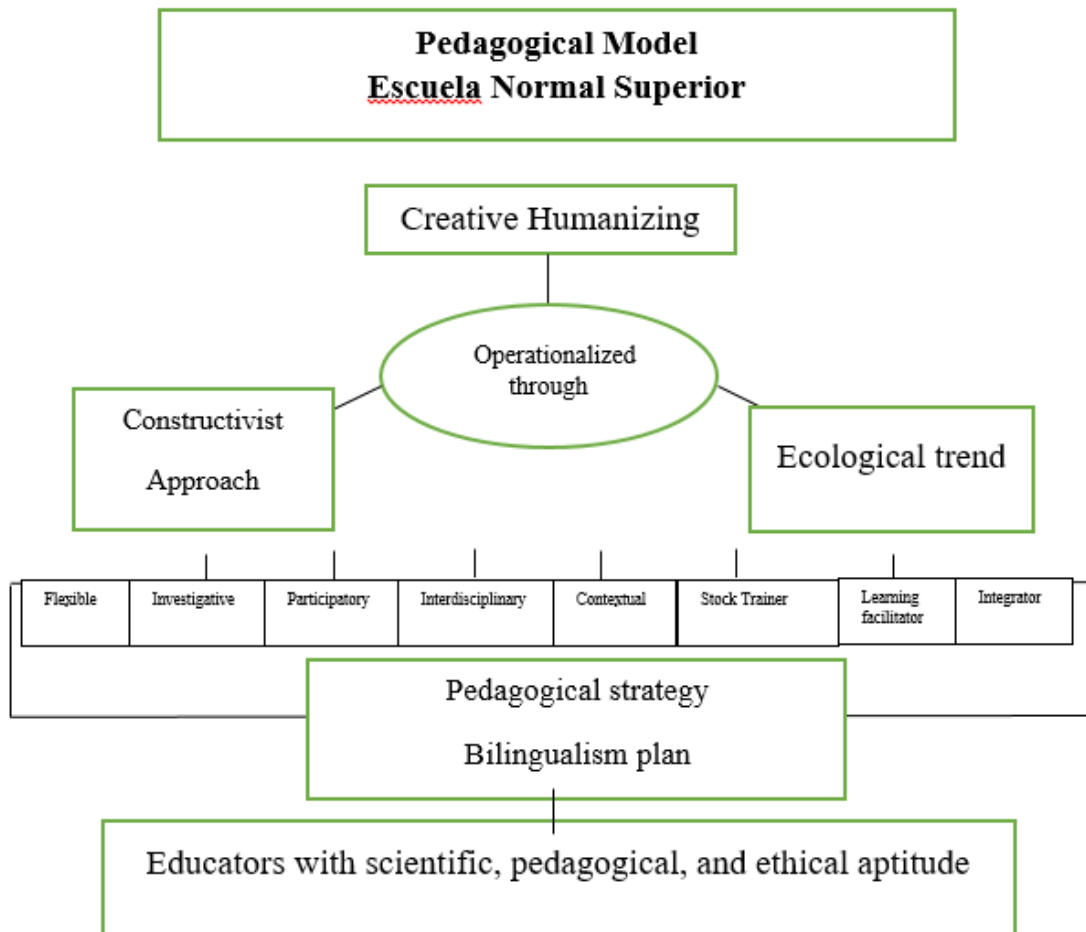 Pedagogical Model
Escuela Normal Superior
Creative Humanizing
Operationalized
through
Constructivist
Approach
Ecological trend
Flexible
Investigative
Participatory
Interdisciplinary
Contextual
Stock Trainer
Learning
facilitator
Integrator
Pedagogical strategy
Bilingualism plan
Educators with scientific, pedagogical, and ethical aptitude